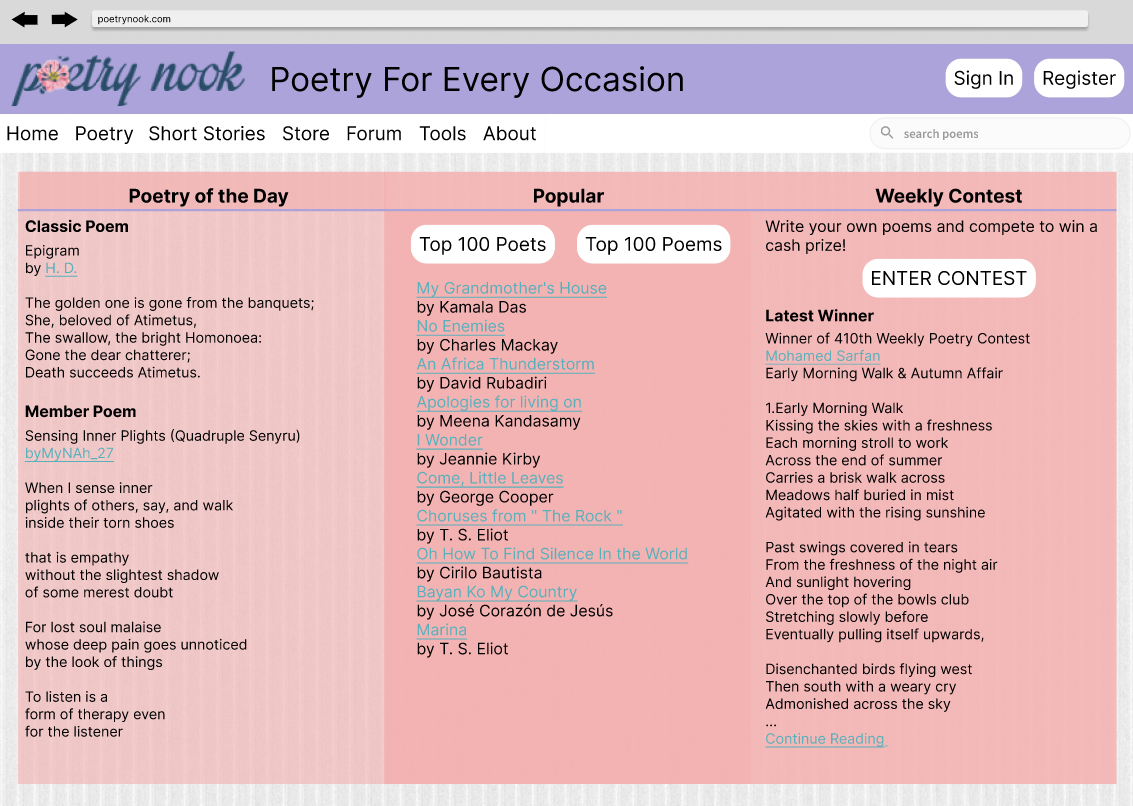 poetrynook.com
poetry nook
Poetry For Every Occasion
Sign In
Register
Home
Poetry
Short Stories
Store
Forum
Tools
About
search poems
Poetry of the Day
Classic Poem
Epigram
by H. D.
The golden one is gone from the banquets;
She, beloved of Atimetus,
The swallow, the bright Homonoea:
Gone the dear chatterer;
Death succeeds Atimetus.
Member Poem
Sensing Inner Plights (Quadruple Senyru)
byMyNAh_27
When I sense inner
plights of others, say, and walk
inside their torn shoes
that is empathy
without the slightest shadow
of some merest doubt
For lost soul malaise
whose deep pain goes unnoticed
by the look of things
To listen is a
form of therapy even
for the listener
Popular
Top 100 Poets
Top 100 Poems
My Grandmother's House
by Kamala Das
No Enemies
by Charles Mackay
An Africa Thunderstorm
by David Rubadiri
Apologies for living on
by Meena Kandasamy
I Wonder
by Jeannie Kirby
Come, Little Leaves
by George Cooper
Choruses from " The Rock "
by T. S. Eliot
Oh How To Find Silence In the World
by Cirilo Bautista
Bayan Ko My Country
by José Corazón de Jesús
Marina
by T. S. Eliot
Weekly Contest
Write your own poems and compete to win a
cash prize!
ENTER CONTEST
Latest Winner
Winner of 410th Weekly Poetry Contest
Mohamed Sarfan
Early Morning Walk & Autumn Affair
1.Early Morning Walk
Kissing the skies with a freshness
Each morning stroll to work
Across the end of summer
Carries a brisk walk across
Meadows half buried in mist
Agitated with the rising sunshine
Past swings covered in tears
From the freshness of the night air
And sunlight hovering
Over the top of the bowls club
Stretching slowly before
Eventually pulling itself upwards,
Disenchanted birds flying west
Then south with a weary cry
Admonished across the sky
...
Continue Reading